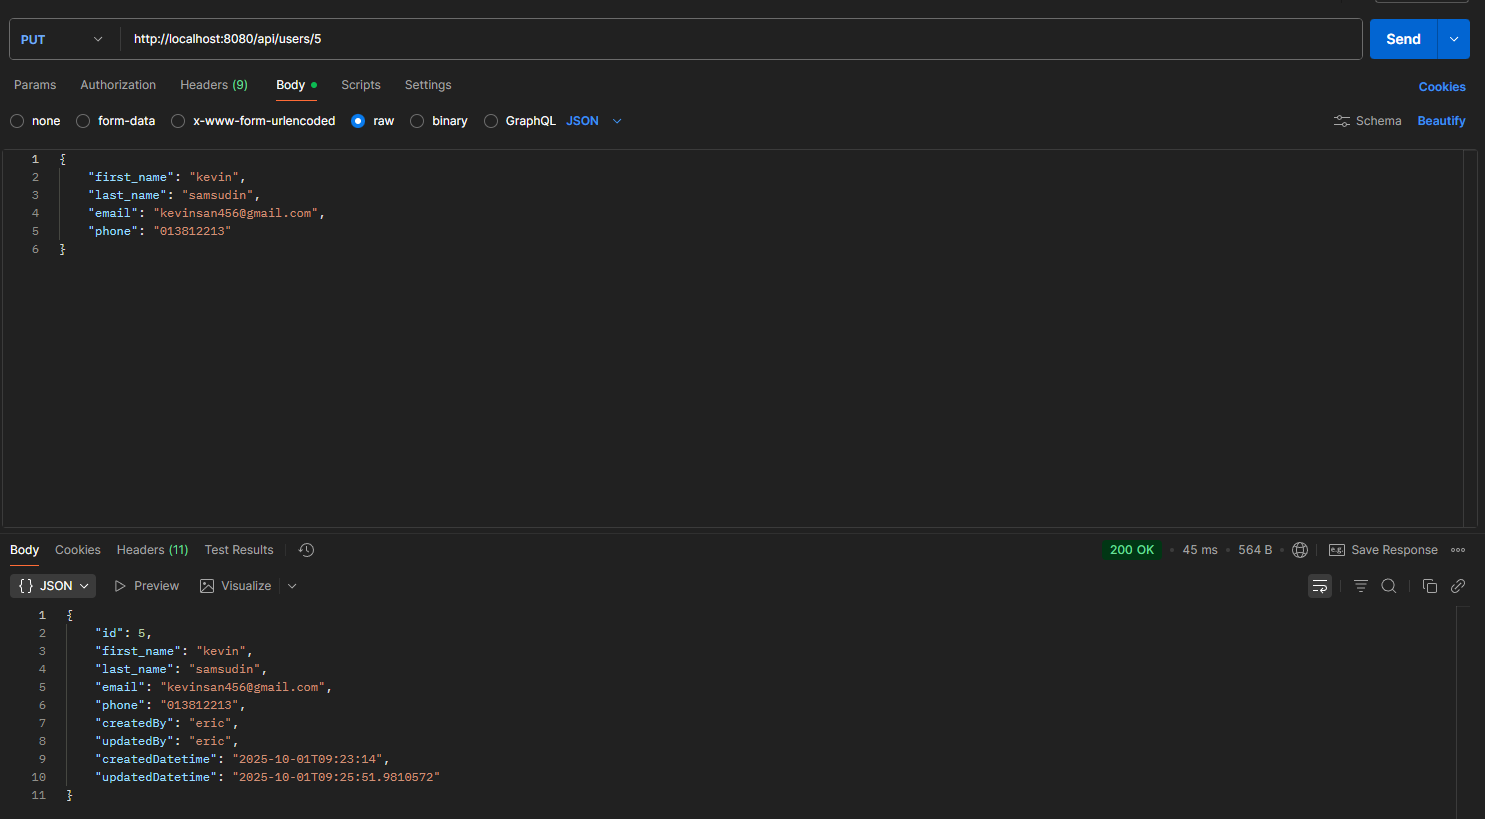 PUT http://localhost:8080/api/users/5 Send
Params Authorization Headers (9) Body Scripts Settings Cookies
none form-data x-www-form-urlencoded raw binary GraphQL JSON Schema Beautify
1 {
2 "first_name": "kevin",
3 "last_name": "samsudin",
4 "email": "kevinsan456@gmail.com",
5 "phone": "013812213"
6 }
Body Cookies Headers (11) Test Results 200 OK • 45 ms • 564 B • e.g. Save Response
{} JSON Preview Visualize
1 {
2 "id": 5,
3 "first_name": "kevin",
4 "last_name": "samsudin",
5 "email": "kevinsan456@gmail.com",
6 "phone": "013812213",
7 "createdBy": "eric",
8 "updatedBy": "eric",
9 "createdDatetime": "2025-10-01T09:23:14",
10 "updatedDatetime": "2025-10-01T09:25:51.9810572"
11 }